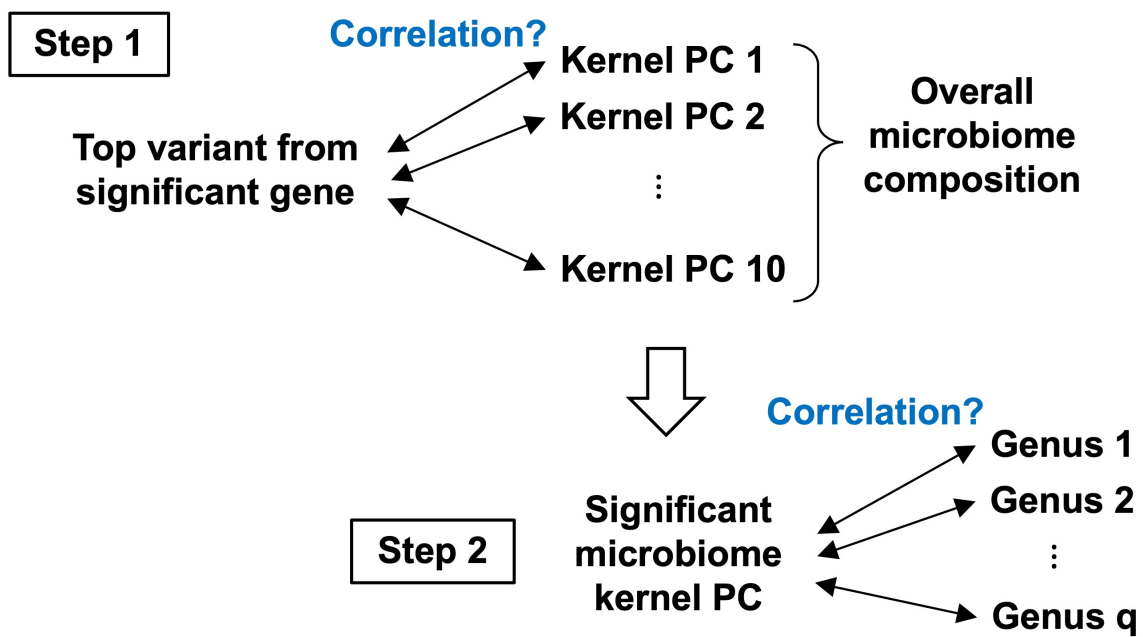 Step 1
Correlation?
Kernel PC 1
Kernel PC 2
⋮
Kernel PC 10
Top variant from
significant gene
Overall
microbiome
composition
Correlation?
Step 2
Significant
microbiome
kernel PC
Genus 1
Genus 2
⋮
Genus q